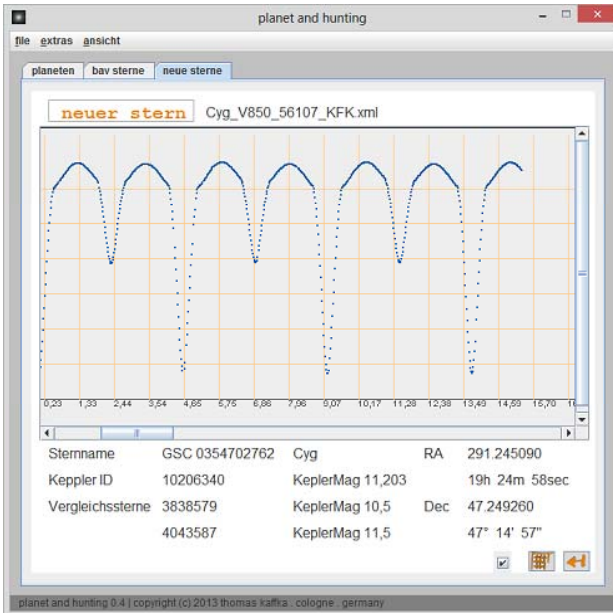 planet and hunting
file extras ansicht
planeten bav sterne neue sterne
neuer stern Cyg_V850_56107_KFK.xml
0,23 1,33 2,44 3,54 4,65 5,75 6,86 7,96 9,07 10,17 11,28 12,38 13,49 14,59 15,70
Sternname GSC 0354702762 Cyg RA 291.245090
Keppler ID 10206340 KeplerMag 11,203 19h 24m 58sec
Vergleichssterne 3838579 KeplerMag 10,5 Dec 47.249260
4043587 KeplerMag 11,5 47° 14' 57"
planet and hunting 0.4 | copyright (c) 2013 thomas kaffka . cologne . germany